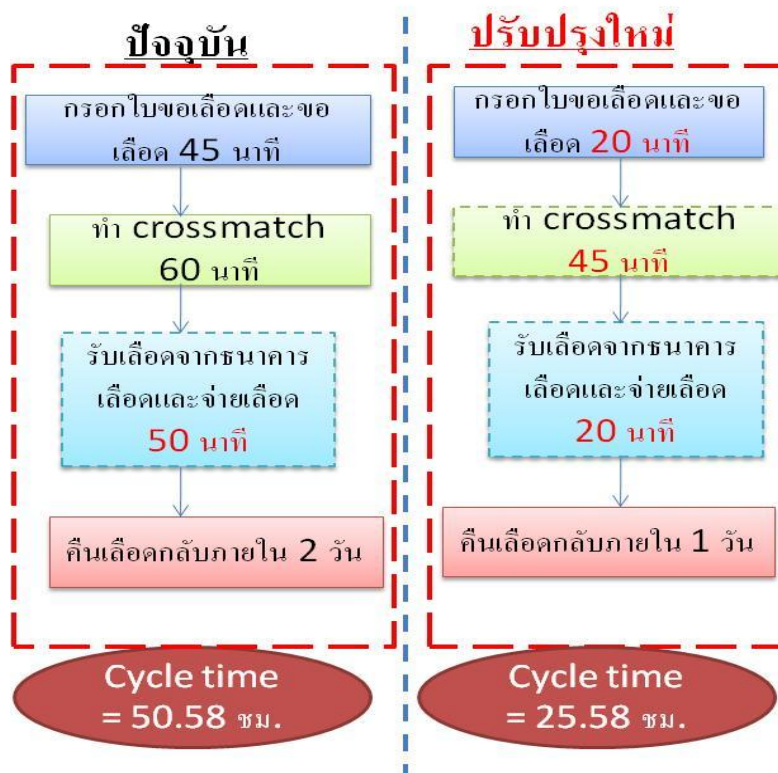 ปัจจุบัน
กรอกใบขอเลือดและขอ
เลือด 45 นาที
ทำ crossmatch
60 นาที
รับเลือดจากธนาคาร
เลือดและจ่ายเลือด
50 นาที
คืนเลือดกลับภายใน 2 วัน
Cycle time
= 50.58 ชม.
ปรับปรุงใหม่
กรอกใบขอเลือดและขอ
เลือด 20 นาที
ทำ crossmatch
45 นาที
รับเลือดจากธนาคาร
เลือดและจ่ายเลือด
20 นาที
คืนเลือดกลับภายใน 1 วัน
Cycle time
= 25.58 ชม.